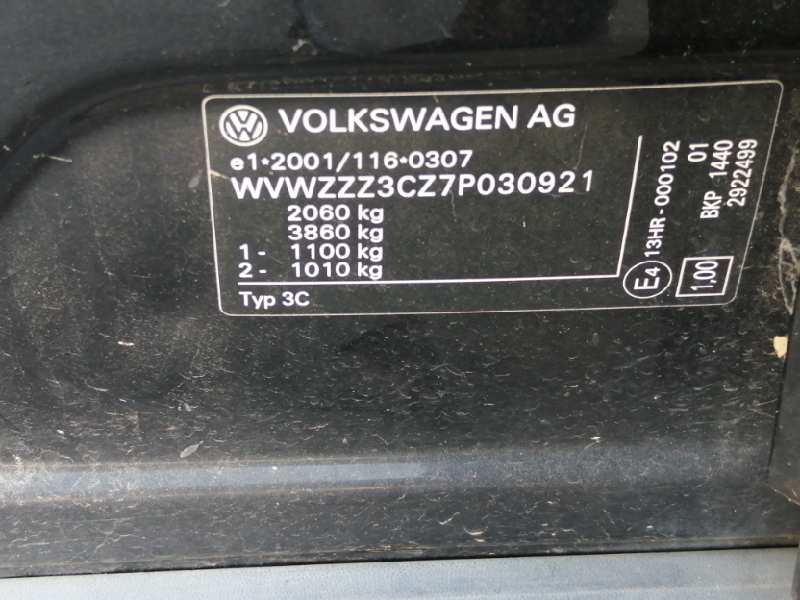 VOLKSWAGEN AG
e1*2001/116*0307
WVWZZZ3CZ7P030921
2060 kg
3860 kg
1 - 1100 kg
2 - 1010 kg
Typ 3C
E4
13HR-000102
01
1.00
BKP 1440
2922499